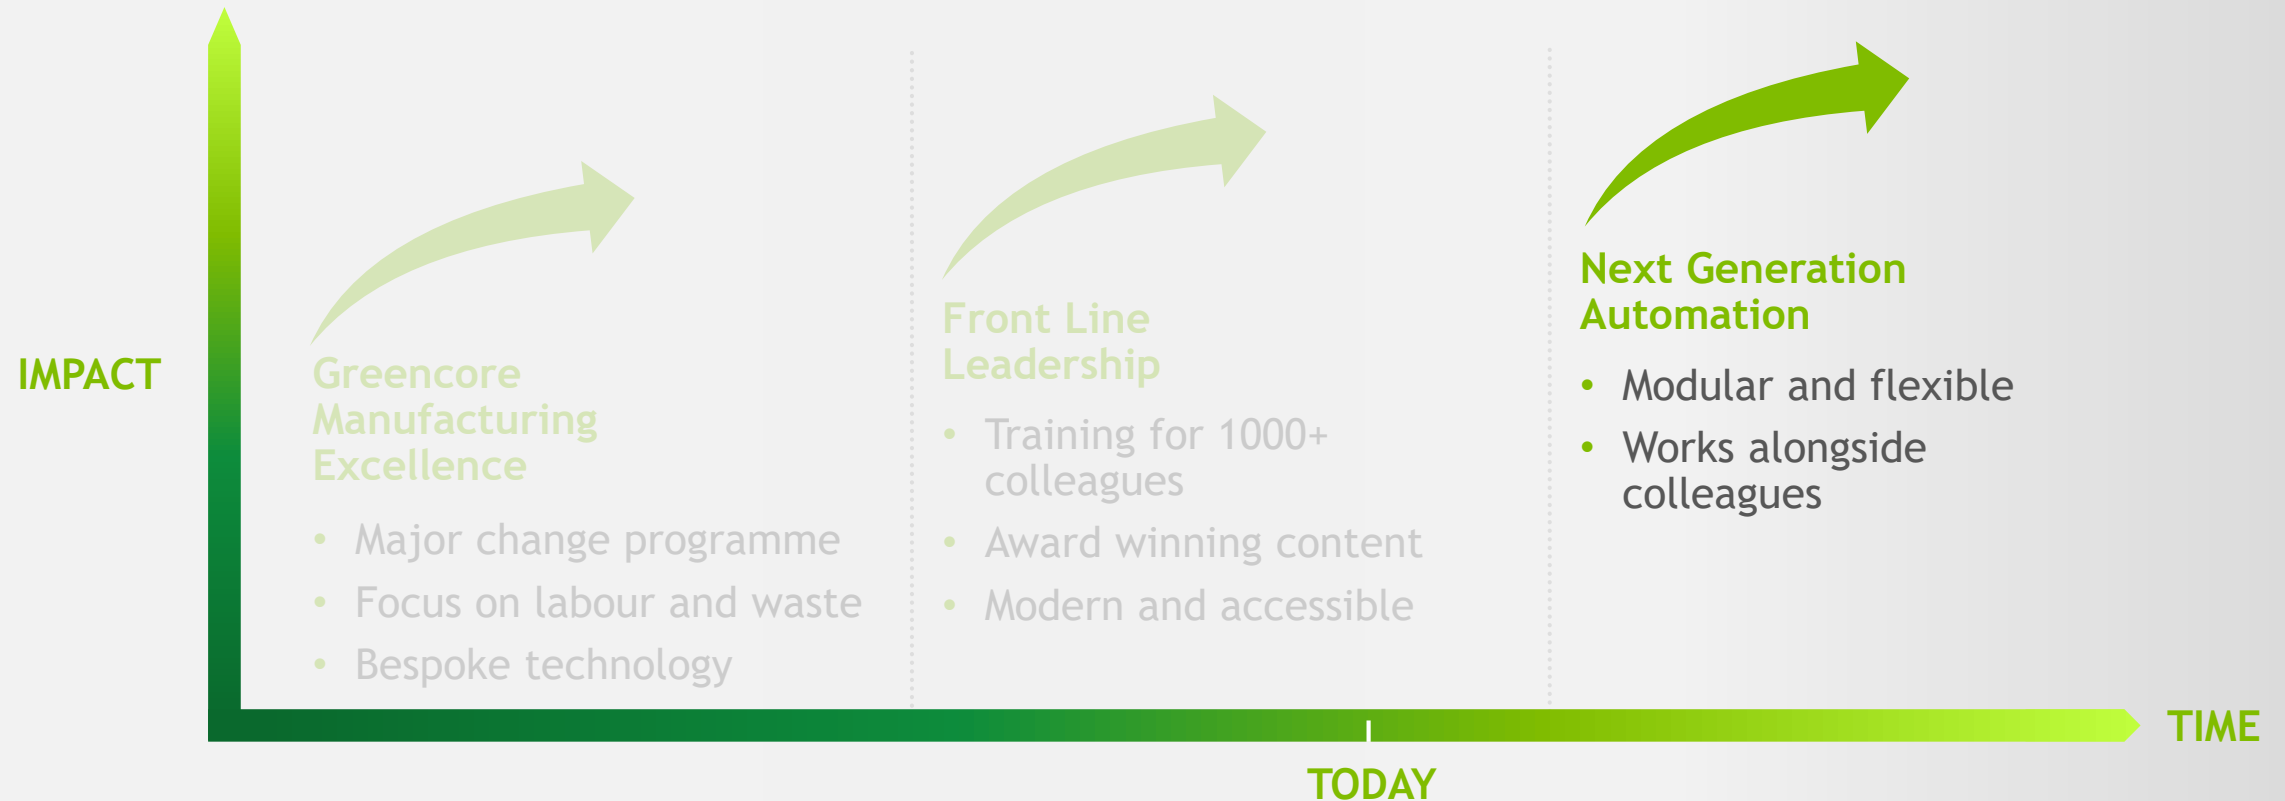 IMPACT
Greencore
Manufacturing
Excellence
• Major change programme
• Focus on labour and waste
• Bespoke technology
Front Line
Leadership
• Training for 1000+
colleagues
• Award winning content
• Modern and accessible
Next Generation
Automation
• Modular and flexible
• Works alongside
colleagues
TIME
TODAY